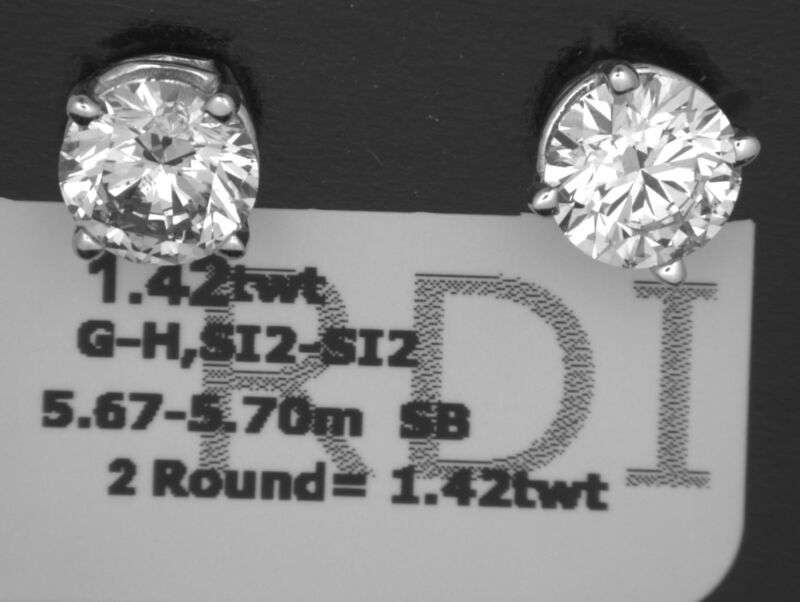 1.42twt
G-H,SI2-SI2
5.67-5.70m SB
2 Round= 1.42twt
RDI